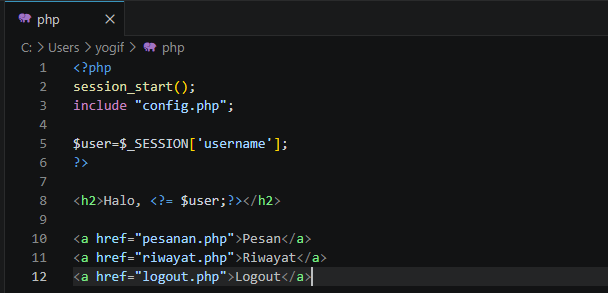 php
C: > Users > yogif > php
1 <?php
2 session_start();
3 include "config.php";
4
5 $user=$_SESSION['username'];
6 ?>
7
8 <h2>Halo, <?= $user;?></h2>
9
10 <a href="pesanan.php">Pesan</a>
11 <a href="riwayat.php">Riwayat</a>
12 <a href="logout.php">Logout</a>